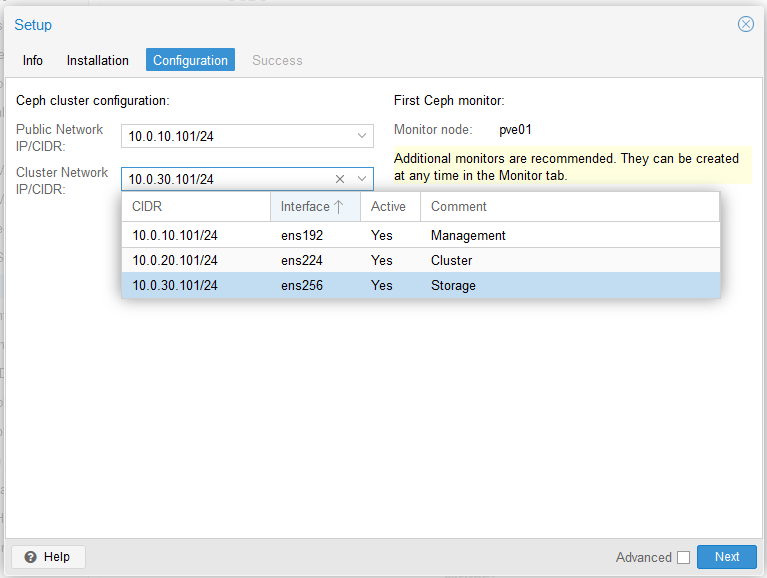 Setup
Info Installation Configuration Success
Ceph cluster configuration:
Public Network IP/CIDR: 10.0.10.101/24
Cluster Network IP/CIDR: 10.0.30.101/24
First Ceph monitor:
Monitor node: pve01
Additional monitors are recommended. They can be created
at any time in the Monitor tab.
CIDR Interface ↑ Active Comment
10.0.10.101/24 ens192 Yes Management
10.0.20.101/24 ens224 Yes Cluster
10.0.30.101/24 ens256 Yes Storage
Help Advanced Next